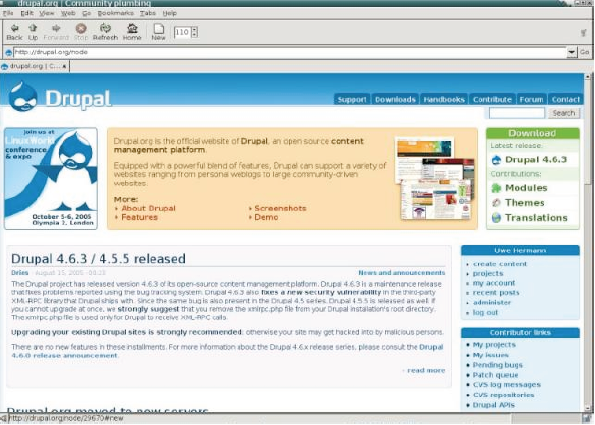 drupal.org | Community plumbing
File Edit View Web Go Bookmarks Tabs Help
Back Up Forward Stop Refresh Home New 110
http://drupal.org/node Go
drupal.org | C...
Drupal
Support Downloads Handbooks Contribute Forum Contact
Search
join us at
Linux World
conference
& expo
October 5-6, 2005
Olympia 2, London
Drupal.org is the official website of Drupal, an open source content
management platform.
Equipped with a powerful blend of features, Drupal can support a variety of
websites ranging from personal weblogs to large community-driven
websites.
More:
About Drupal
Features
Screenshots
Demo
Download
Latest release:
Drupal 4.6.3
Contributions:
Modules
Themes
Translations
Drupal 4.6.3 / 4.5.5 released
Dries - August 15, 2005 -
News and announcements
The Drupal project has released version 4.6.3 of its open-source content management platform. Drupal 4.6.3 is a maintenance release
that fixes problems reported using the bug tracking system. Drupal 4.6.3 also fixes a new security vulnerability in the third-party
XML-RPC library that Drupal ships with. Since the same bug is also present in the Drupal 4.5 series, Drupal 4.5.5 is released as well. If
you cannot upgrade at once, we strongly suggest that you remove the xmlrpc.php file from your Drupal installation's root directory.
The xmlrpc.php file is used only for Drupal to receive XML-RPC calls.
Upgrading your existing Drupal sites is strongly recommended; otherwise your site may get hacked into by malicious persons.
There are no new features in these installments. For more information about the Drupal 4.6.x release series, please consult the Drupal
4.6.0 release announcement.
read more
Drupal.org moved to new servers
Uwe Hermann
create content
projects
my account
recent posts
administer
log out
Contributor links
My projects
My issues
Pending bugs
Patch queue
CVS log messages
CVS repositories
Drupal APIs
http://drupal.org/node/29670#new